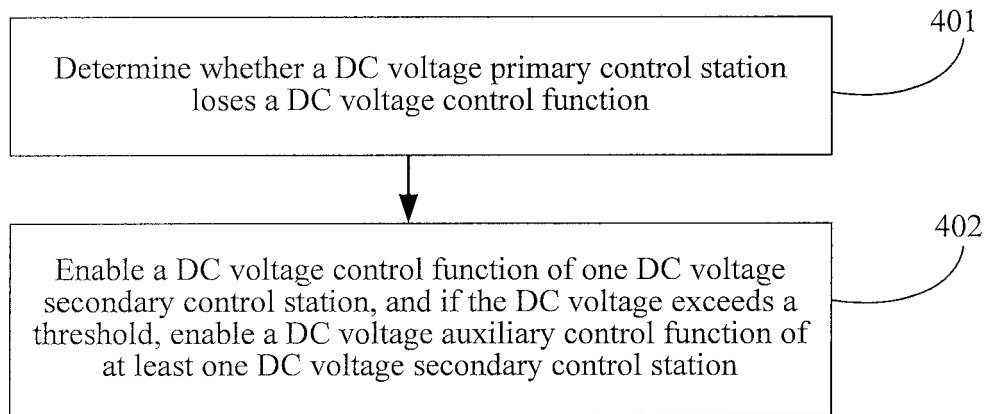 401
Determine whether a DC voltage primary control station
loses a DC voltage control function
402
Enable a DC voltage control function of one DC voltage
secondary control station, and if the DC voltage exceeds a
threshold, enable a DC voltage auxiliary control function of
at least one DC voltage secondary control station